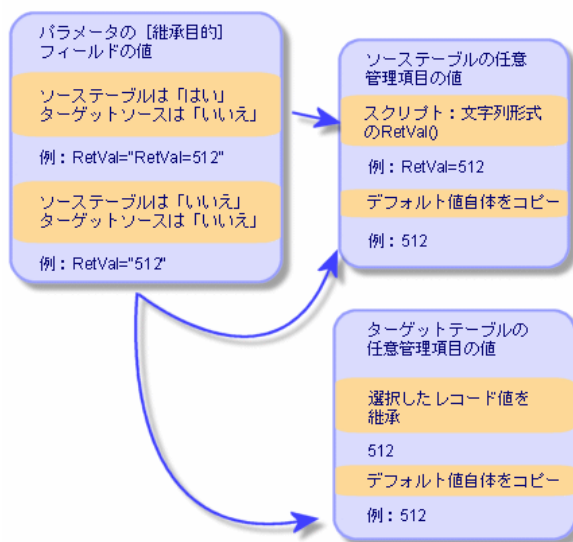 パラメータの [継承目的]
フィールドの値
ソーステーブルは「はい」
ターゲットソースは「いいえ」
例：RetVal="RetVal=512"
ソーステーブルは「いいえ」
ターゲットソースは「いいえ」
例：RetVal="512"
ソーステーブルの任意
管理項目の値
スクリプト：文字列形式
のRetVal()
例：RetVal=512
デフォルト値自体をコピー
例：512
ターゲットテーブルの
任意管理項目の値
選択したレコード値を
継承
512
デフォルト値自体をコピー
例：512